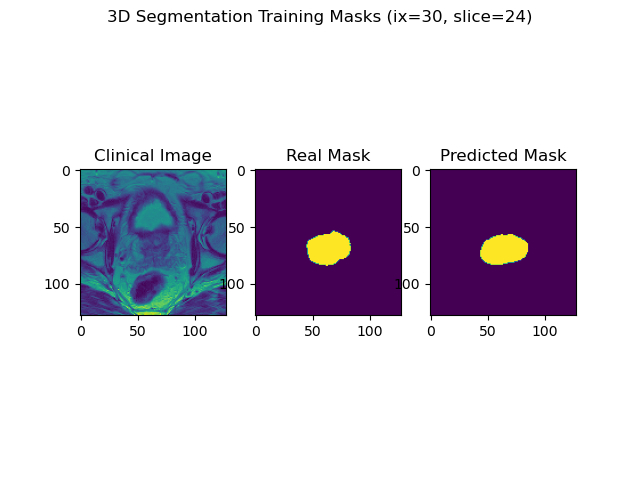 3D Segmentation Training Masks (ix=30, slice=24)
Clinical Image Real Mask Predicted Mask
0 0 0
50 50 50
100 100 100
0 50 100 0 50 100 0 50 100